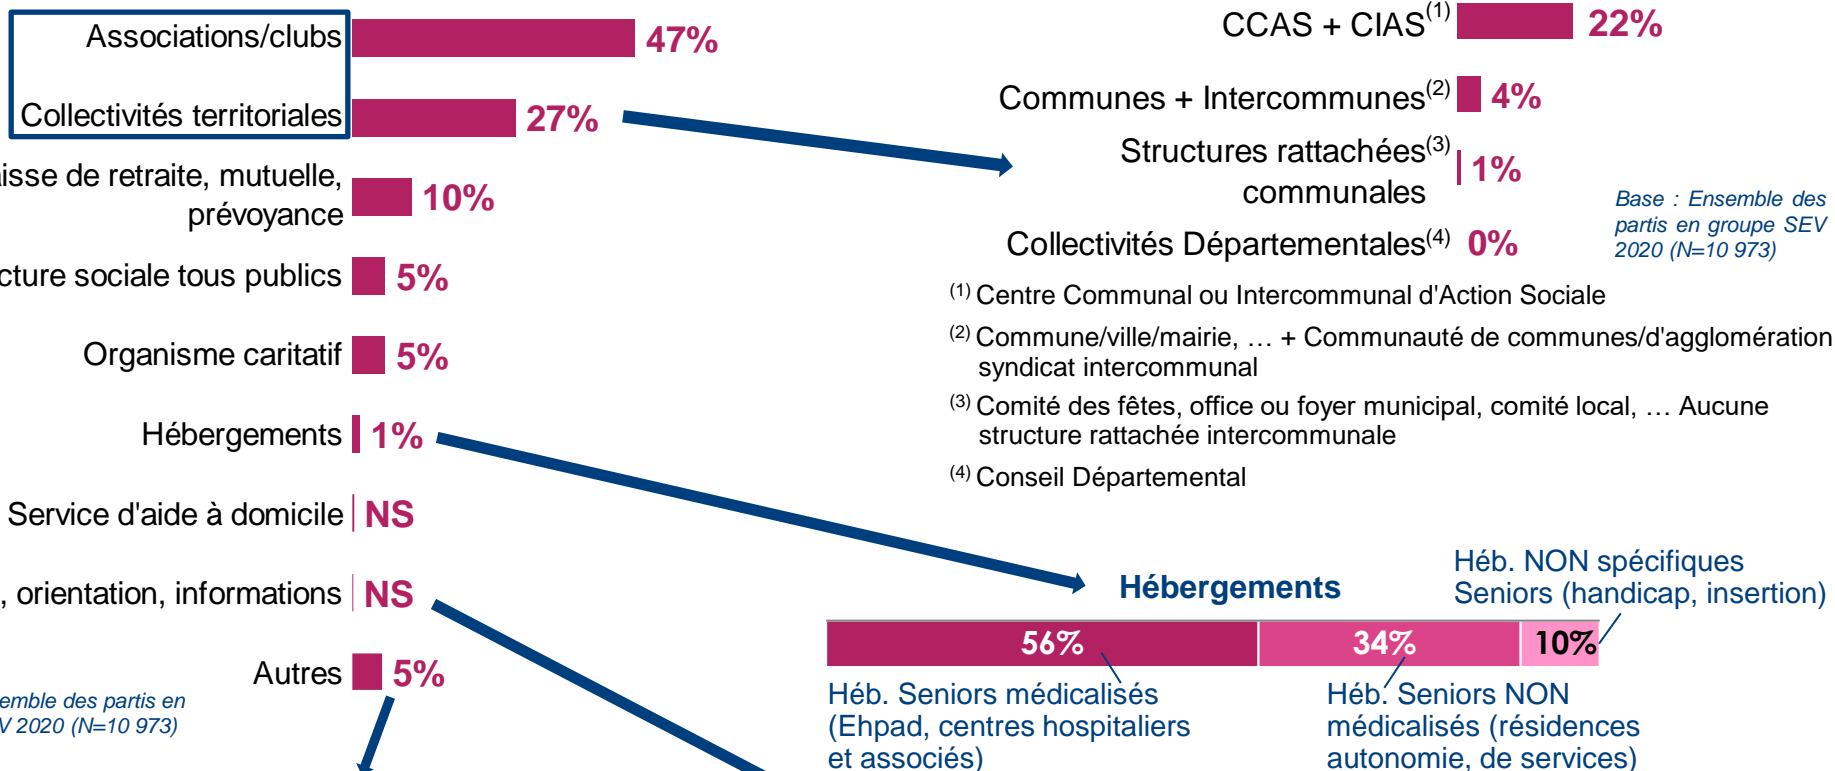 Associations/clubs 47%
Collectivités territoriales 27%
aisse de retraite, mutuelle,
prévoyance 10%
cture sociale tous publics 5%
Organisme caritatif 5%
Hébergements 1%
Service d'aide à domicile NS
, orientation, informations NS
Autres 5%
emble des partis en
V 2020 (N=10 973)
CCAS + CIAS(1) 22%
Communes + Intercommunes(2) 4%
Structures rattachées(3)
communales 1%
Collectivités Départementales(4) 0%
Base : Ensemble des
partis en groupe SEV
2020 (N=10 973)
(1) Centre Communal ou Intercommunal d'Action Sociale
(2) Commune/ville/mairie, … + Communauté de communes/d'agglomération
syndicat intercommunal
(3) Comité des fêtes, office ou foyer municipal, comité local, … Aucune
structure rattachée intercommunale
(4) Conseil Départemental
Hébergements
Héb. NON spécifiques
Seniors (handicap, insertion)
56% 34% 10%
Héb. Seniors médicalisés
(Ehpad, centres hospitaliers
et associés)
Héb. Seniors NON
médicalisés (résidences
autonomie, de services)